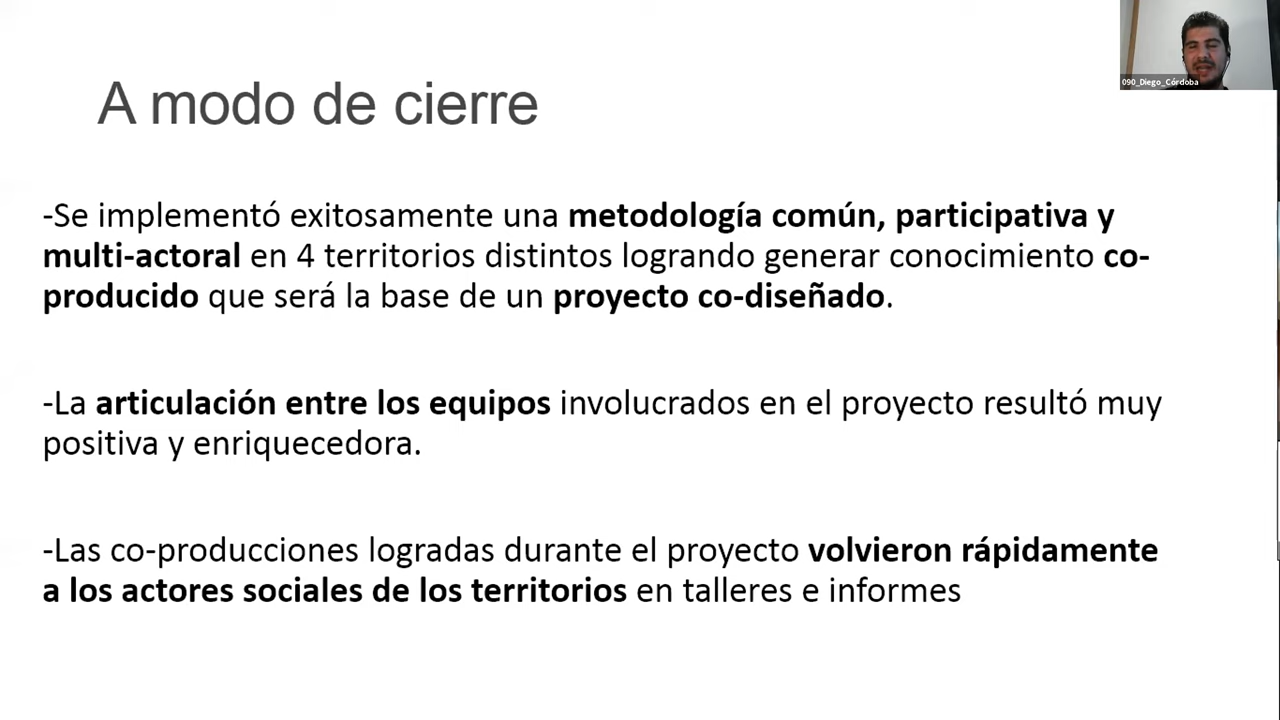 090_Diego_Córdoba
A modo de cierre
-Se implementó exitosamente una metodología común, participativa y
multi-actoral en 4 territorios distintos logrando generar conocimiento co-
producido que será la base de un proyecto co-diseñado.
-La articulación entre los equipos involucrados en el proyecto resultó muy
positiva y enriquecedora.
-Las co-producciones logradas durante el proyecto volvieron rápidamente
a los actores sociales de los territorios en talleres e informes